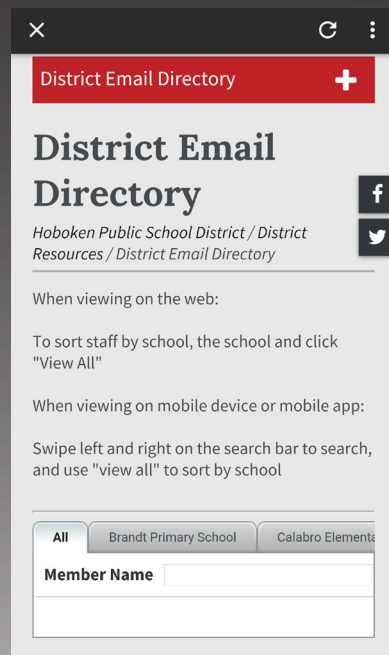 District Email Directory
District Email
Directory
Hoboken Public School District / District
Resources / District Email Directory
When viewing on the web:
To sort staff by school, the school and click
"View All"
When viewing on mobile device or mobile app:
Swipe left and right on the search bar to search,
and use "view all" to sort by school
All Brandt Primary School Calabro Elementa
Member Name